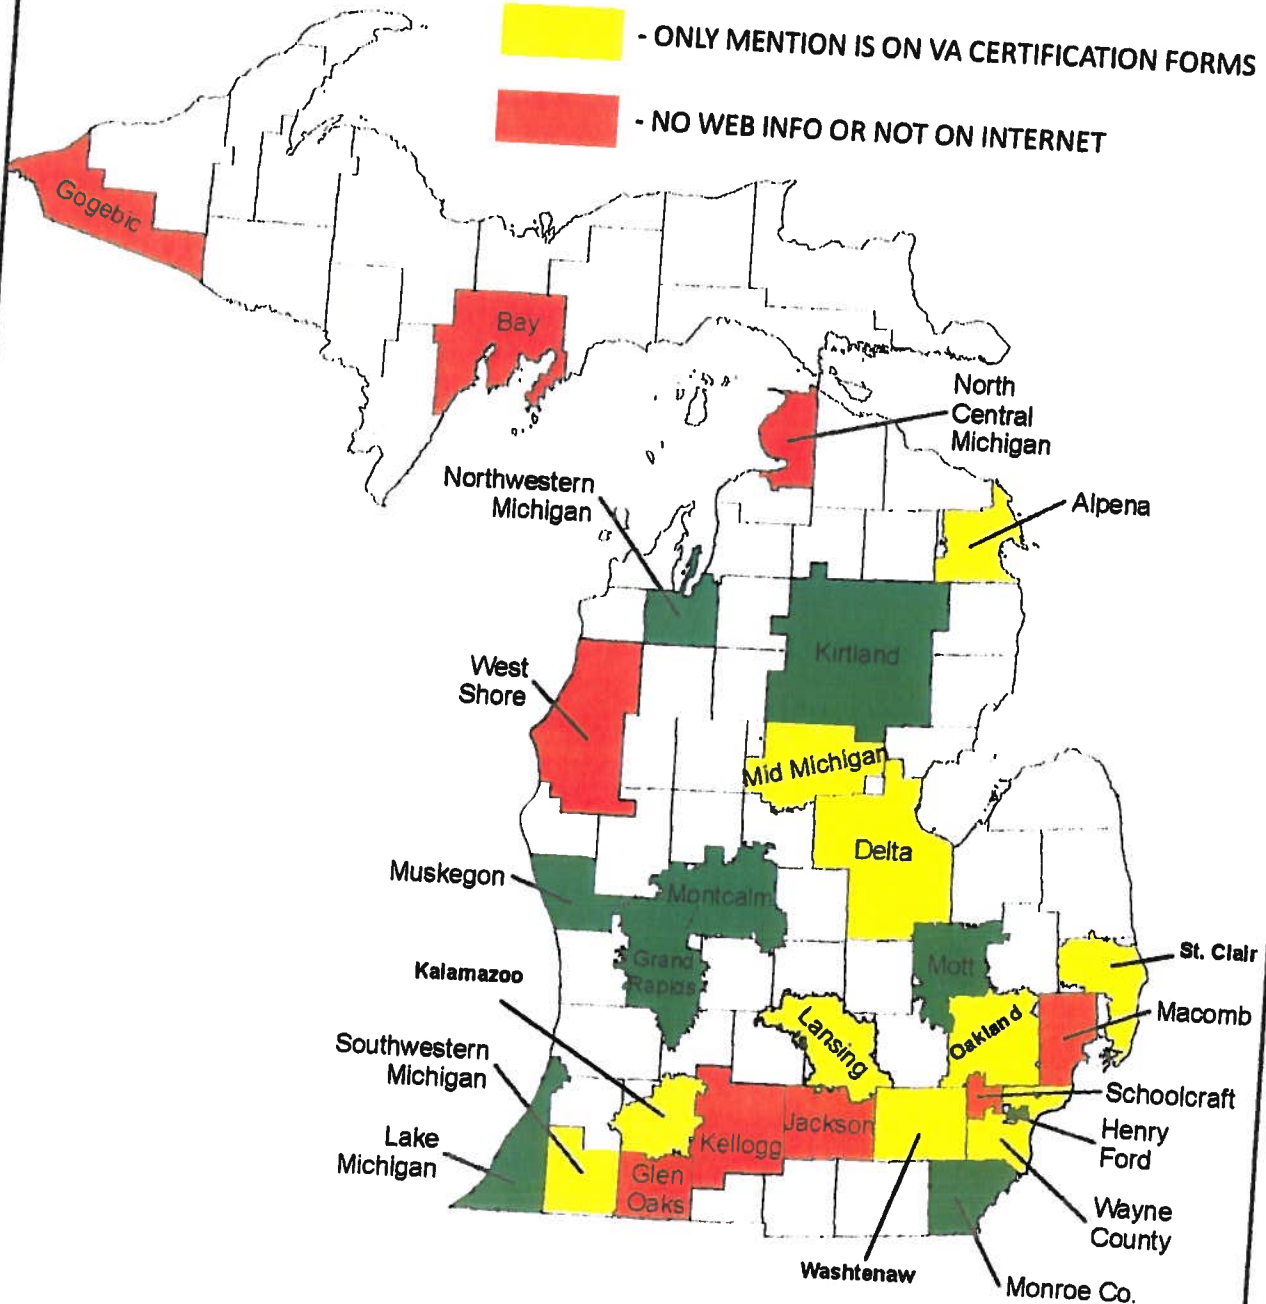 - ONLY MENTION IS ON VA CERTIFICATION FORMS
- NO WEB INFO OR NOT ON INTERNET
Gogebic
Bay
North
Central
Michigan
Northwestern
Michigan
Alpena
Kirtland
West
Shore
Mid Michigan
Delta
Muskegon
Montcalm
Grand
Rapids
Mott
St. Clair
Kalamazoo
Macomb
Lansing
Oakland
Southwestern
Michigan
Schoolcraft
Henry
Ford
Jackson
Kellogg
Lake
Michigan
Glen
Oaks
Wayne
County
Washtenaw
Monroe Co.